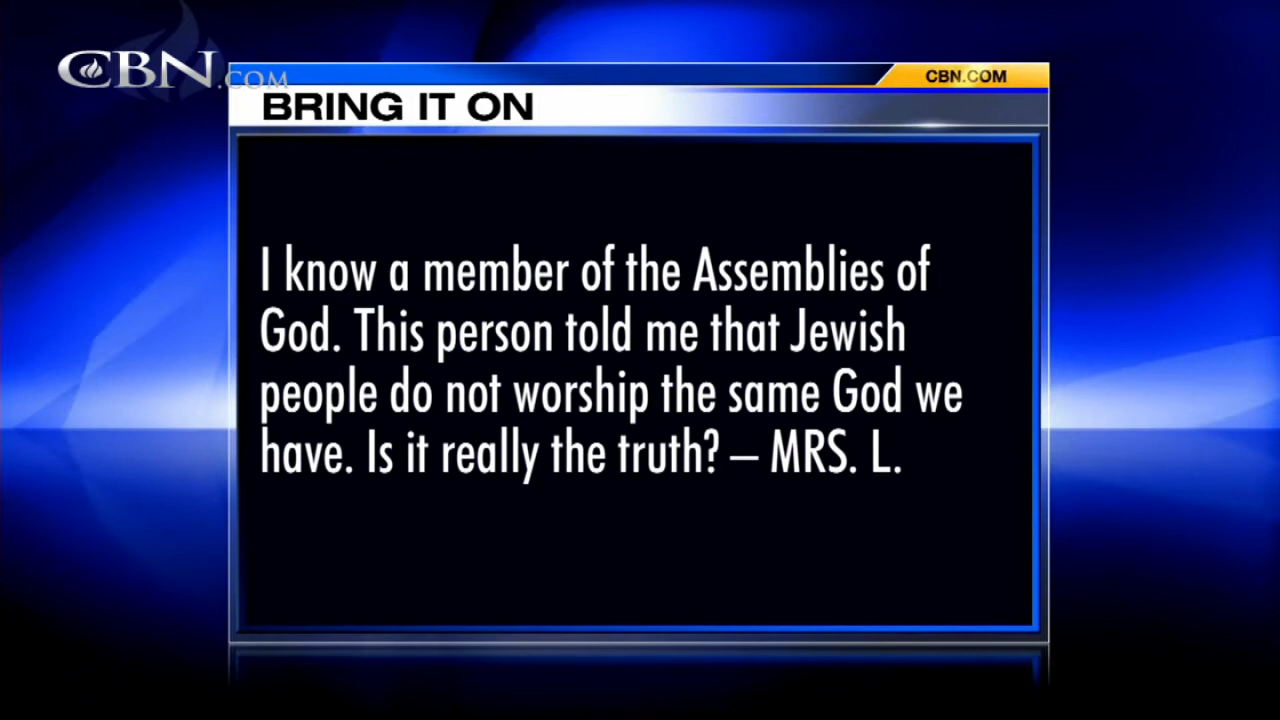 CBN.COM
CBN.COM
BRING IT ON
I know a member of the Assemblies of
God. This person told me that Jewish
people do not worship the same God we
have. Is it really the truth? – MRS. L.